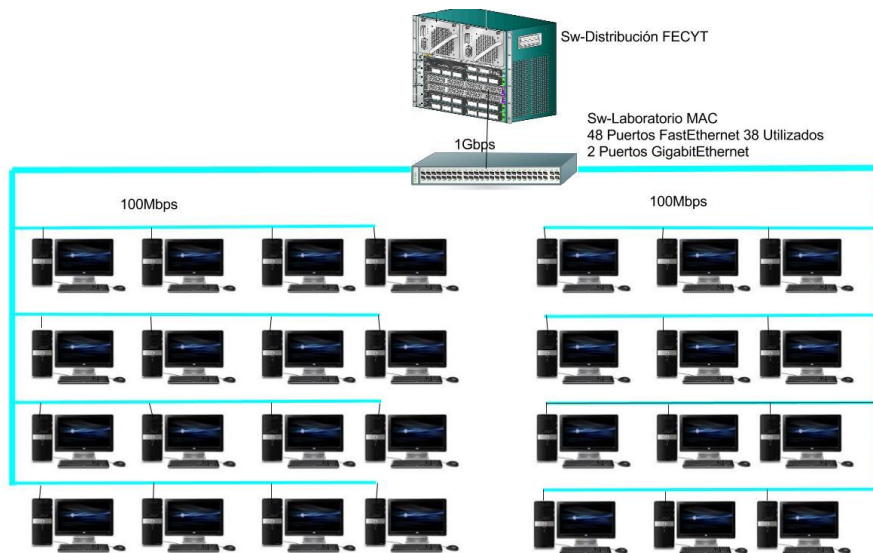 Sw-Distribución FECYT
Sw-Laboratorio MAC
48 Puertos FastEthernet 38 Utilizados
2 Puertos GigabitEthernet
1Gbps
100Mbps
100Mbps